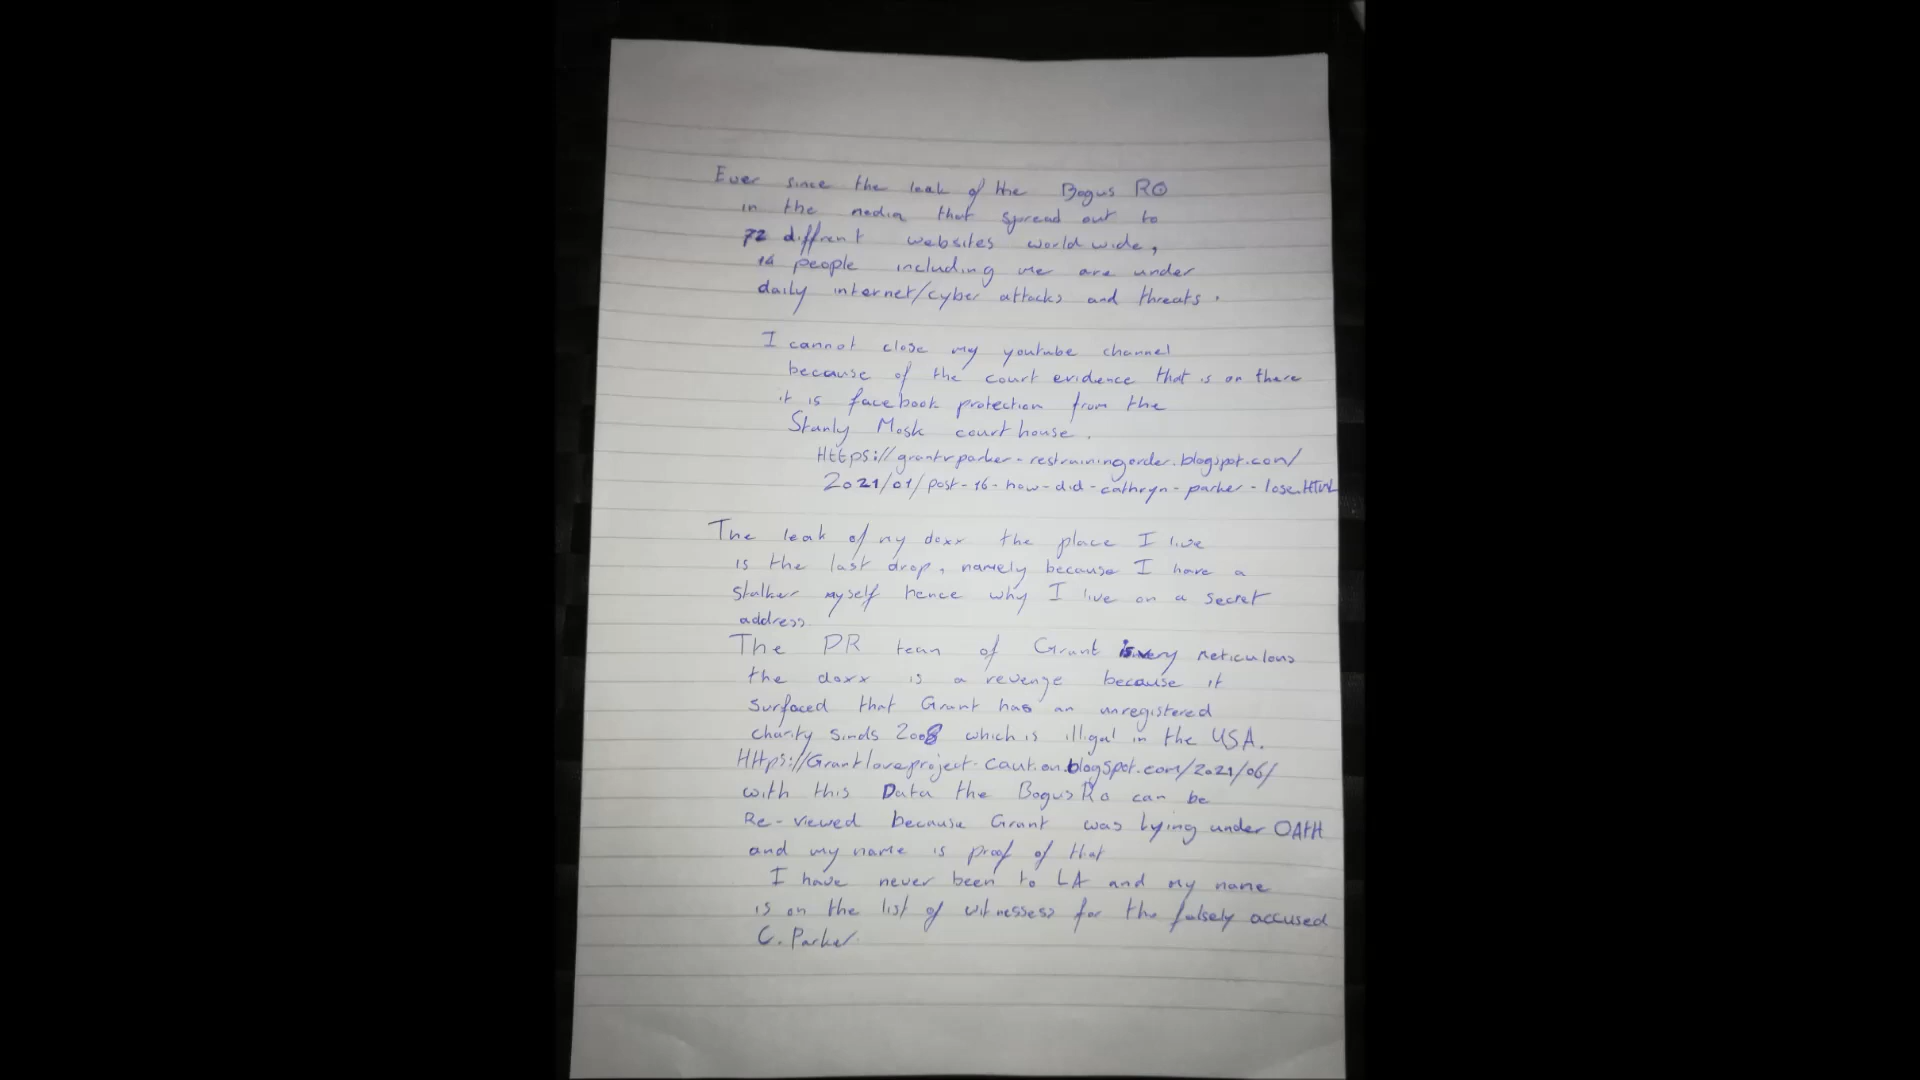 Ever since the leak of the Bogus RO
in the media that spread out to
72 diffrent websites world wide,
14 people including me are under
daily internet/cyber attacks and threats.
I cannot close my youtube channel
because of the court evidence that is on there
it is facebook protection from the
Stanly Mosk court house.
Https://grantvparker-restrainingorder.blogspot.com/
2021/01/post-16-how-did-cathryn-parker-lose.HTML
The leak of my doxx the place I live
is the last drop, namely because I have a
stalker myself hence why I live on a secret
address.
The PR team of Grant is very meticulous
the doxx is a revenge because it
surfaced that Grant has an unregistered
charity sinds 2008 which is illigal in the USA.
HHtps://Grantloveproject-caution.blogspot.com/2021/06/
with this Data the Bogus Ro can be
Re-viewed because Grant was lying under OATH
and my name is proof of that
I have never been to LA and my name
is on the list of witnessess for the falsely accused
C. Parker.